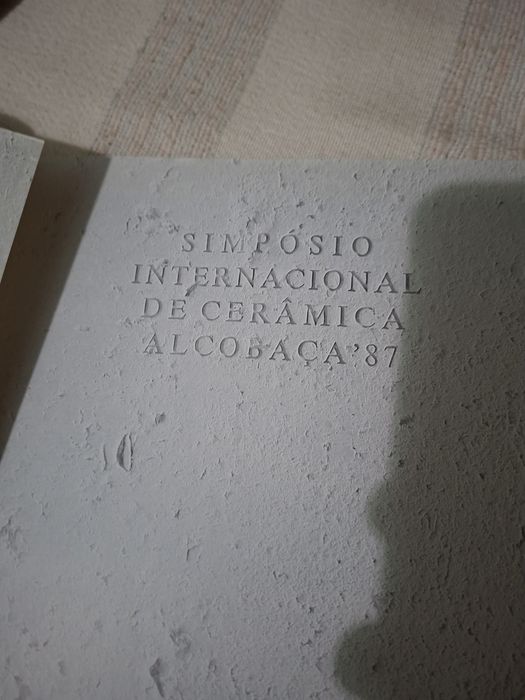 SIMPÓSIO
INTERNACIONAL
DE CERÂMICA
ALCOBAÇA'87